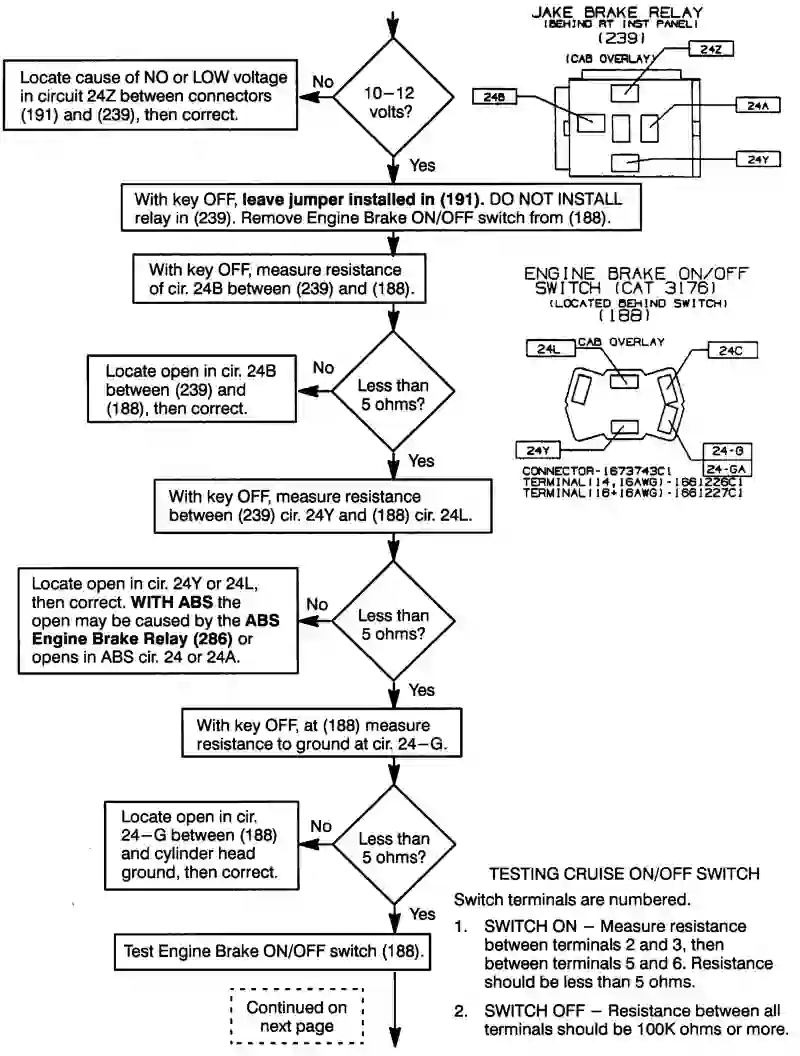 JAKE BRAKE RELAY
(BEHIND RT INST PANEL)
(239)
(CAB OVERLAY)
24Z
24B
24A
24Y
Locate cause of NO or LOW voltage
in circuit 24Z between connectors
(191) and (239), then correct.
No
10–12
volts?
Yes
With key OFF, leave jumper installed in (191). DO NOT INSTALL
relay in (239). Remove Engine Brake ON/OFF switch from (188).
With key OFF, measure resistance
of cir. 24B between (239) and (188).
ENGINE BRAKE ON/OFF
SWITCH (CAT 3176)
(LOCATED BEHIND SWITCH)
(188)
CAB OVERLAY
24L
24C
24Y
24-G
24-GA
CONNECTOR-1673743C1
TERMINAL(14,16AWG)-1661226C1
TERMINAL(16+16AWG)-1661227C1
Locate open in cir. 24B
between (239) and
(188), then correct.
No
Less than
5 ohms?
Yes
With key OFF, measure resistance
between (239) cir. 24Y and (188) cir. 24L.
Locate open in cir. 24Y or 24L,
then correct. WITH ABS the
open may be caused by the ABS
Engine Brake Relay (286) or
opens in ABS cir. 24 or 24A.
No
Less than
5 ohms?
Yes
With key OFF, at (188) measure
resistance to ground at cir. 24–G.
Locate open in cir.
24–G between (188)
and cylinder head
ground, then correct.
No
Less than
5 ohms?
Yes
Test Engine Brake ON/OFF switch (188).
Continued on
next page
TESTING CRUISE ON/OFF SWITCH
Switch terminals are numbered.
1. SWITCH ON – Measure resistance
between terminals 2 and 3, then
between terminals 5 and 6. Resistance
should be less than 5 ohms.
2. SWITCH OFF – Resistance between all
terminals should be 100K ohms or more.